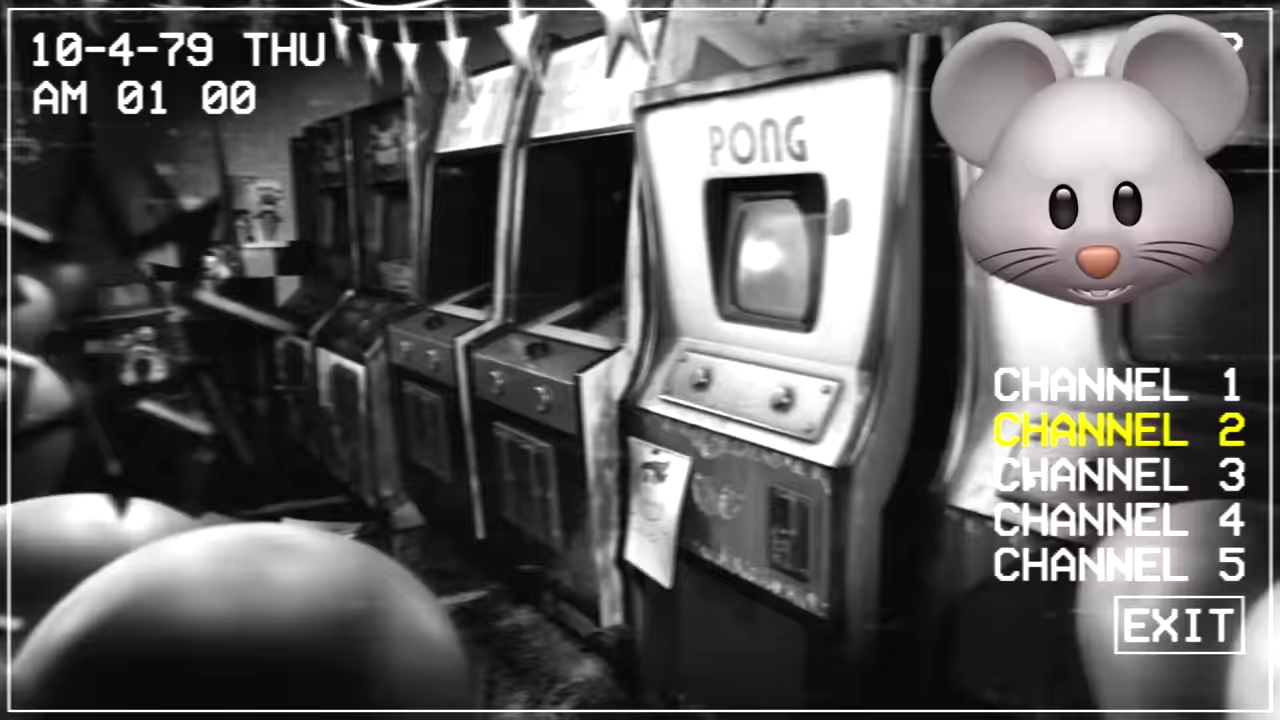 10-4-79 THU
AM 01 00
PONG
CHANNEL 1
CHANNEL 2
CHANNEL 3
CHANNEL 4
CHANNEL 5
EXIT